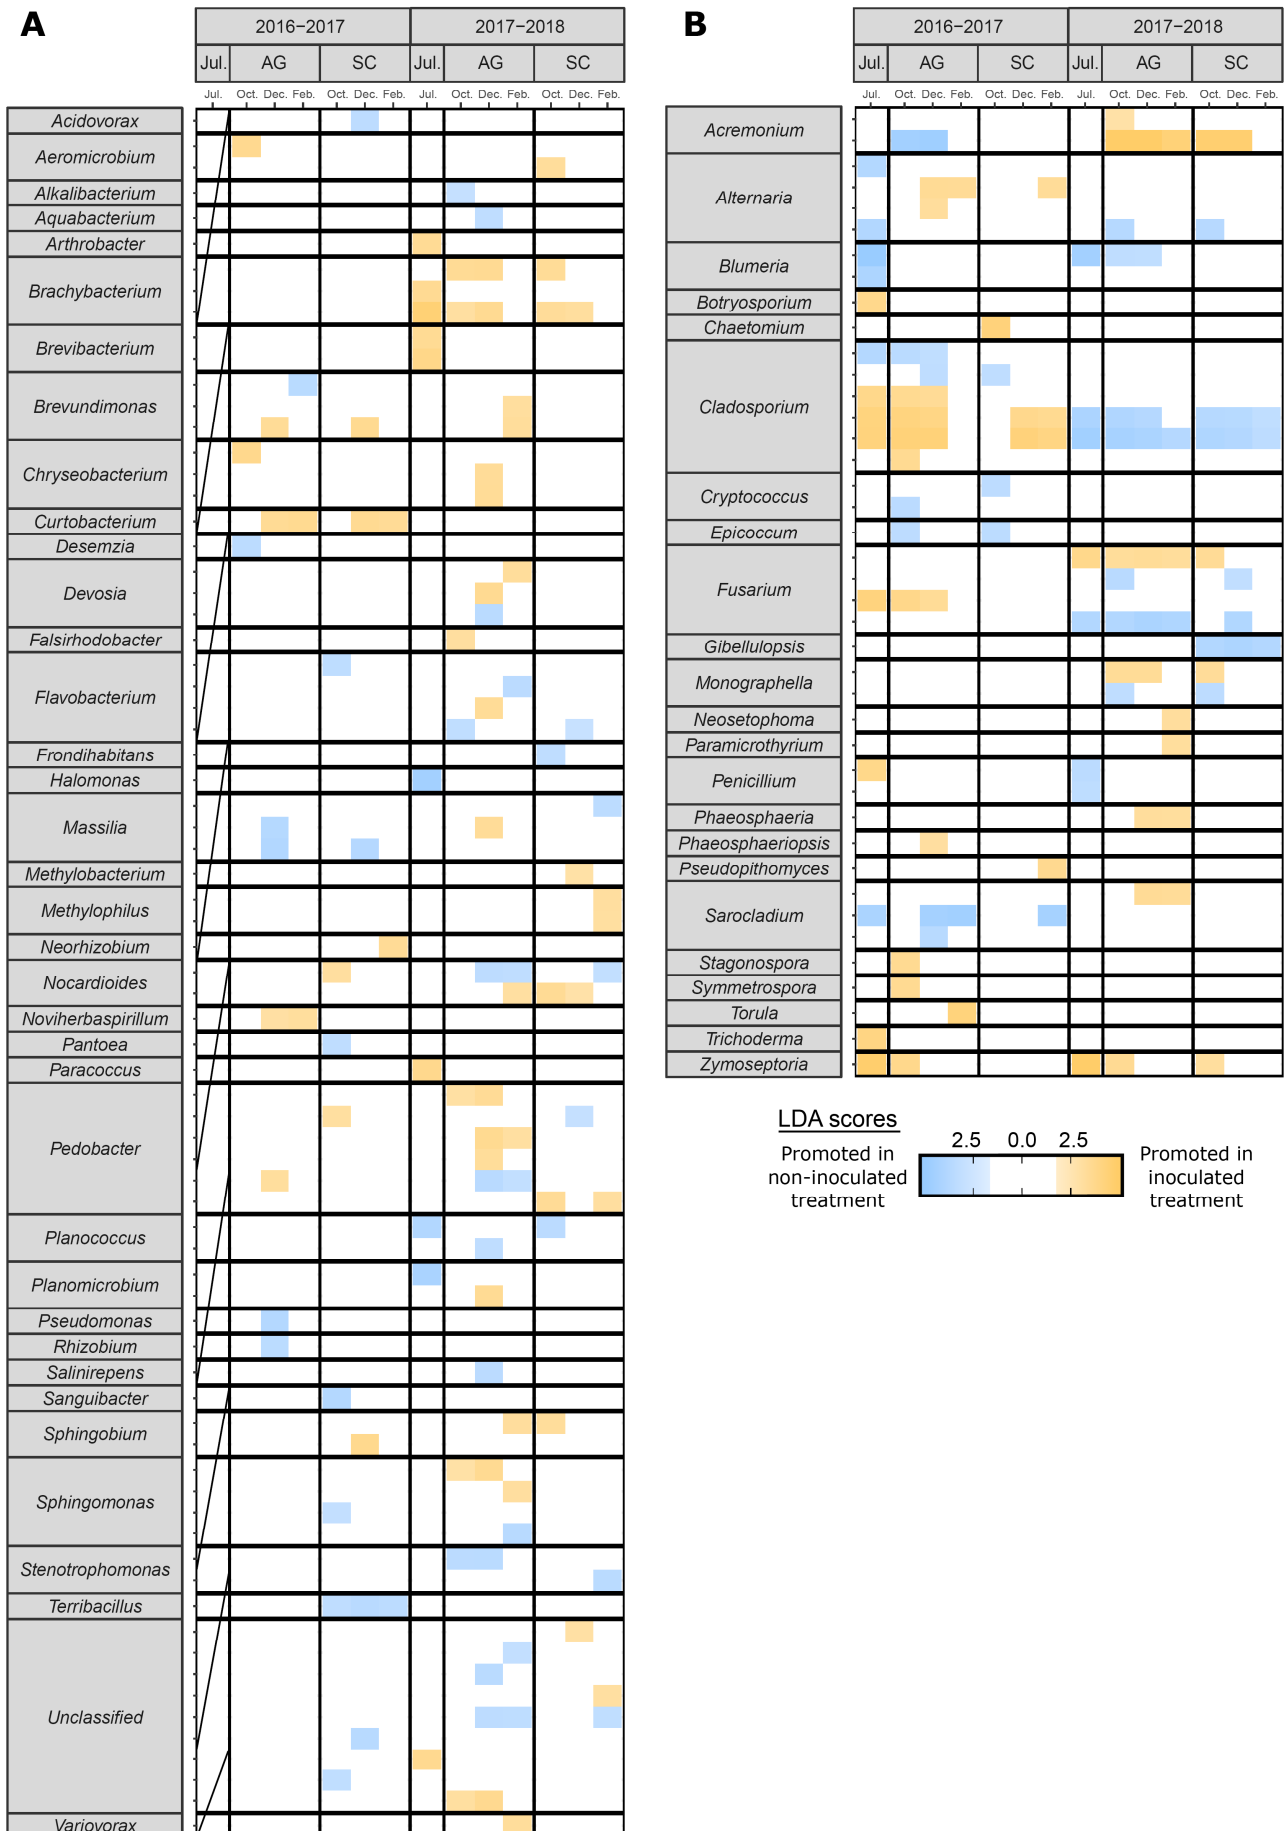 A
2016−2017
2017−2018
Jul.
AG
SC
Jul.
AG
SC
Jul.
Oct.
Dec.
Feb.
Oct.
Dec.
Feb.
Jul.
Oct.
Dec.
Feb.
Oct.
Dec.
Feb.
Acidovorax
Aeromicrobium
Alkalibacterium
Aquabacterium
Arthrobacter
Brachybacterium
Brevibacterium
Brevundimonas
Chryseobacterium
Curtobacterium
Desemzia
Devosia
Falsirhodobacter
Flavobacterium
Frondihabitans
Halomonas
Massilia
Methylobacterium
Methylophilus
Neorhizobium
Nocardioides
Noviherbaspirillum
Pantoea
Paracoccus
Pedobacter
Planococcus
Planomicrobium
Pseudomonas
Rhizobium
Salinirepens
Sanguibacter
Sphingobium
Sphingomonas
Stenotrophomonas
Terribacillus
Unclassified
Variovorax
B
2016−2017
2017−2018
Jul.
AG
SC
Jul.
AG
SC
Jul.
Oct.
Dec.
Feb.
Oct.
Dec.
Feb.
Jul.
Oct.
Dec.
Feb.
Oct.
Dec.
Feb.
Acremonium
Alternaria
Blumeria
Botryosporium
Chaetomium
Cladosporium
Cryptococcus
Epicoccum
Fusarium
Gibellulopsis
Monographella
Neosetophoma
Paramicrothyrium
Penicillium
Phaeosphaeria
Phaeosphaeriopsis
Pseudopithomyces
Sarocladium
Stagonospora
Symmetrospora
Torula
Trichoderma
Zymoseptoria
LDA scores
2.5 0.0 2.5
Promoted in
non-inoculated
treatment
Promoted in
inoculated
treatment